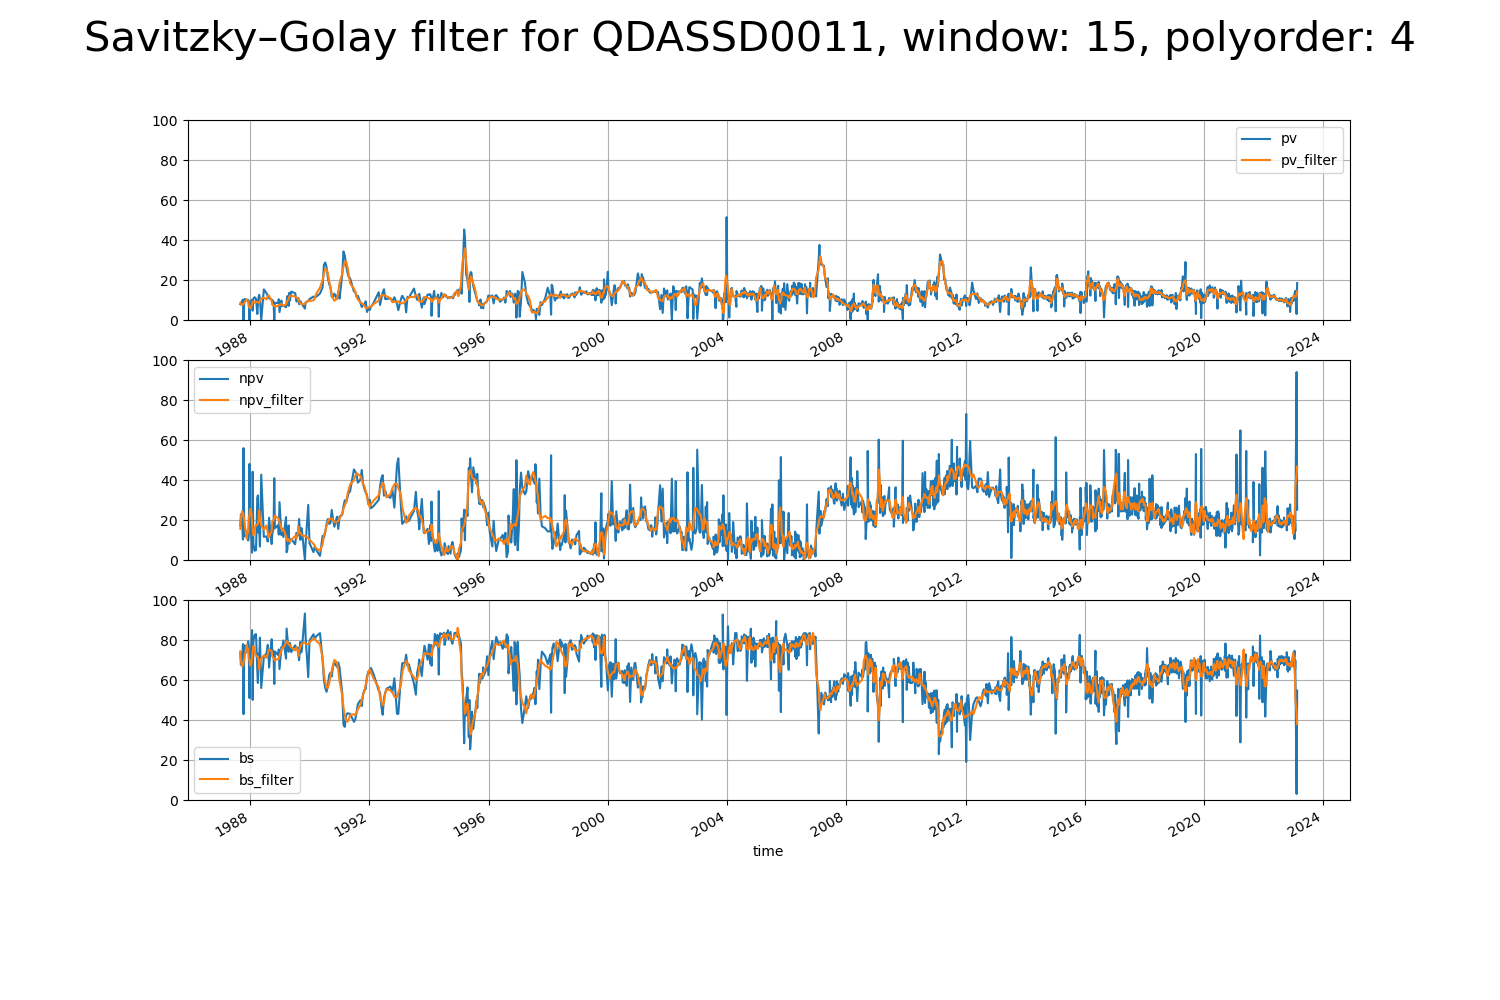 Savitzky–Golay filter for QDASSD0011, window: 15, polyorder: 4
100
80
60
40
20
0
pv
pv_filter
1988 1992 1996 2000 2004 2008 2012 2016 2020 2024
100
80
60
40
20
0
npv
npv_filter
1988 1992 1996 2000 2004 2008 2012 2016 2020 2024
100
80
60
40
20
0
bs
bs_filter
1988 1992 1996 2000 2004 2008 2012 2016 2020 2024
time